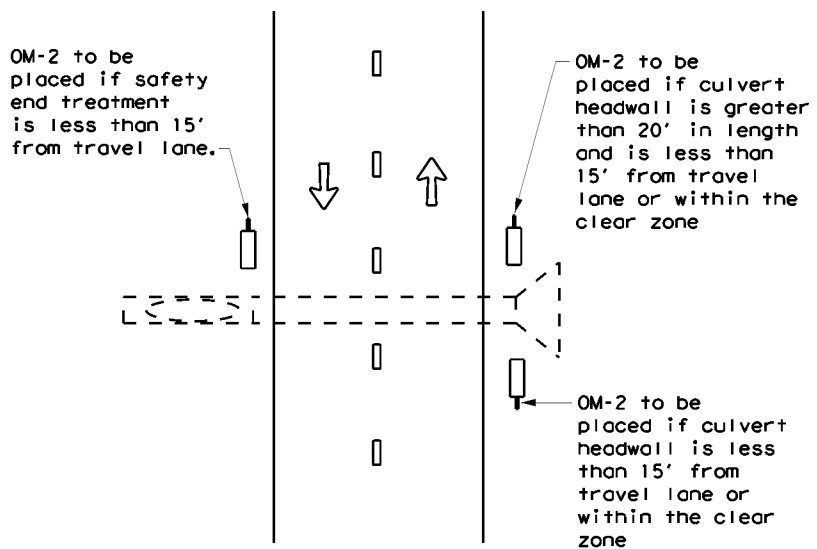 OM-2 to be
placed if safety
end treatment
is less than 15'
from travel lane.
OM-2 to be
placed if culvert
headwall is greater
than 20' in length
and is less than
15' from travel
lane or within the
clear zone
OM-2 to be
placed if culvert
headwall is less
than 15' from
travel lane or
within the clear
zone